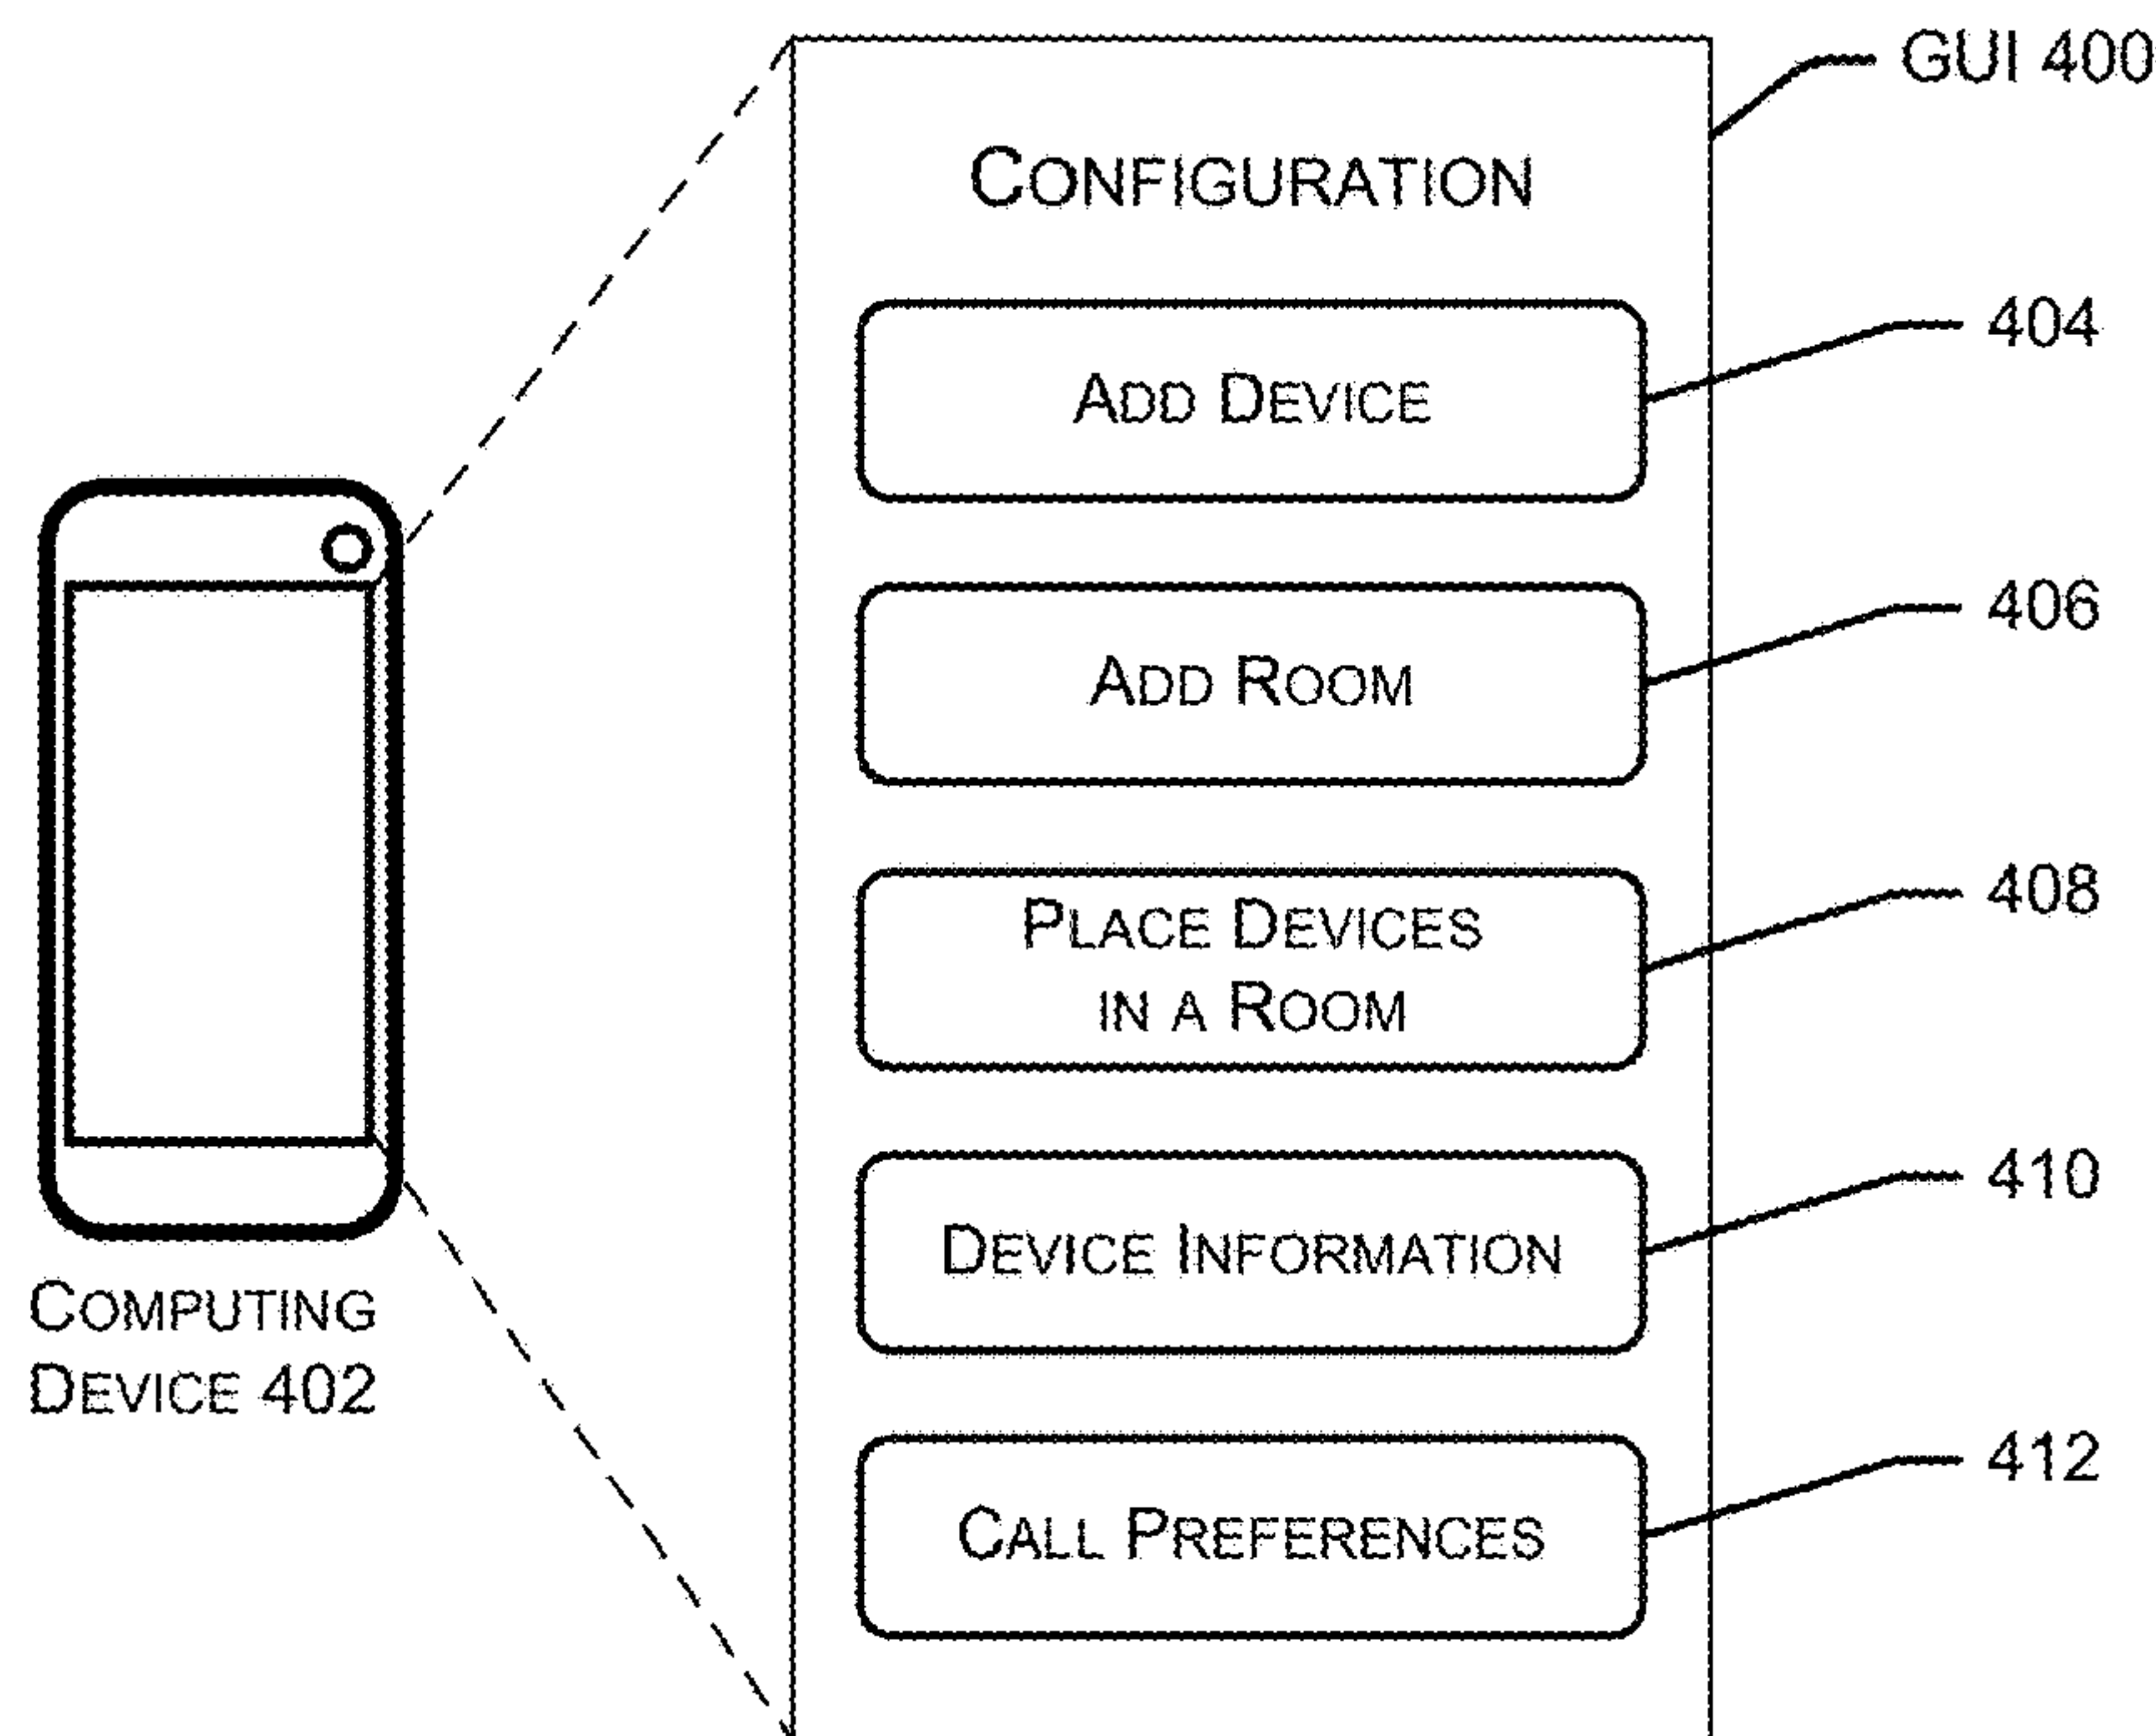 GUI 400
CONFIGURATION
404
ADD DEVICE
406
ADD ROOM
408
PLACE DEVICES
IN A ROOM
410
DEVICE INFORMATION
COMPUTING
DEVICE 402
412
CALL PREFERENCES